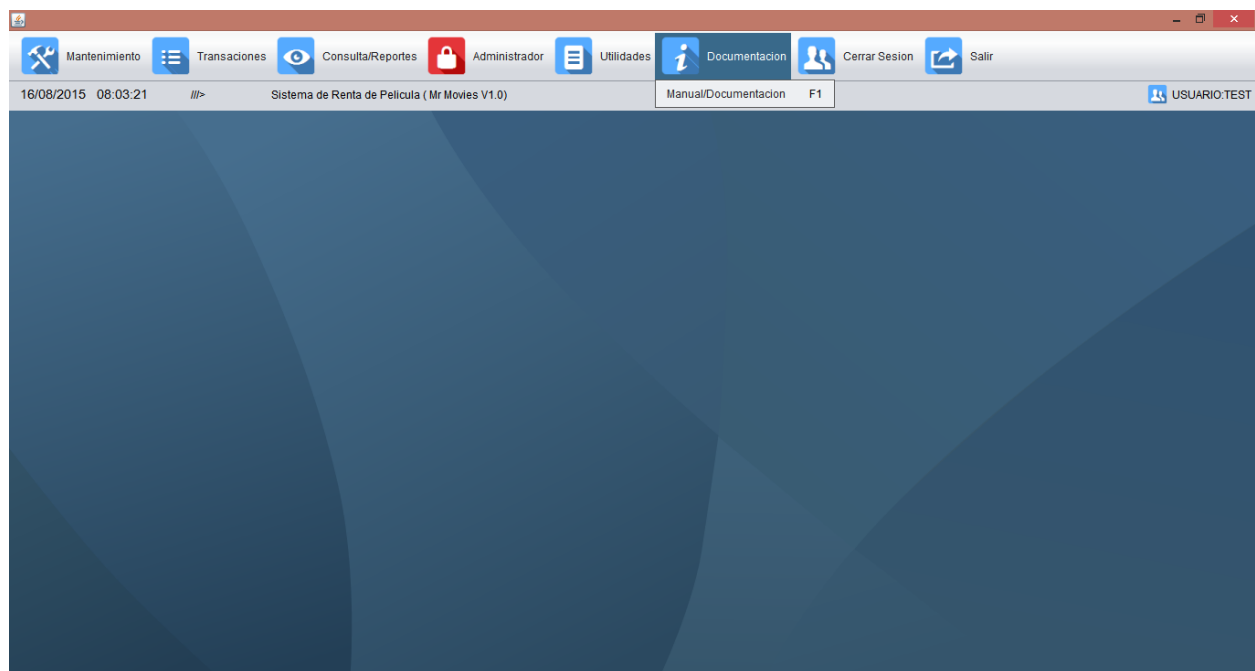 Mantenimiento Transaciones Consulta/Reportes Administrador Utilidades Documentacion Cerrar Sesion Salir
16/08/2015 08:03:21 ///> Sistema de Renta de Pelicula ( Mr Movies V1.0) Manual/Documentacion F1 USUARIO:TEST